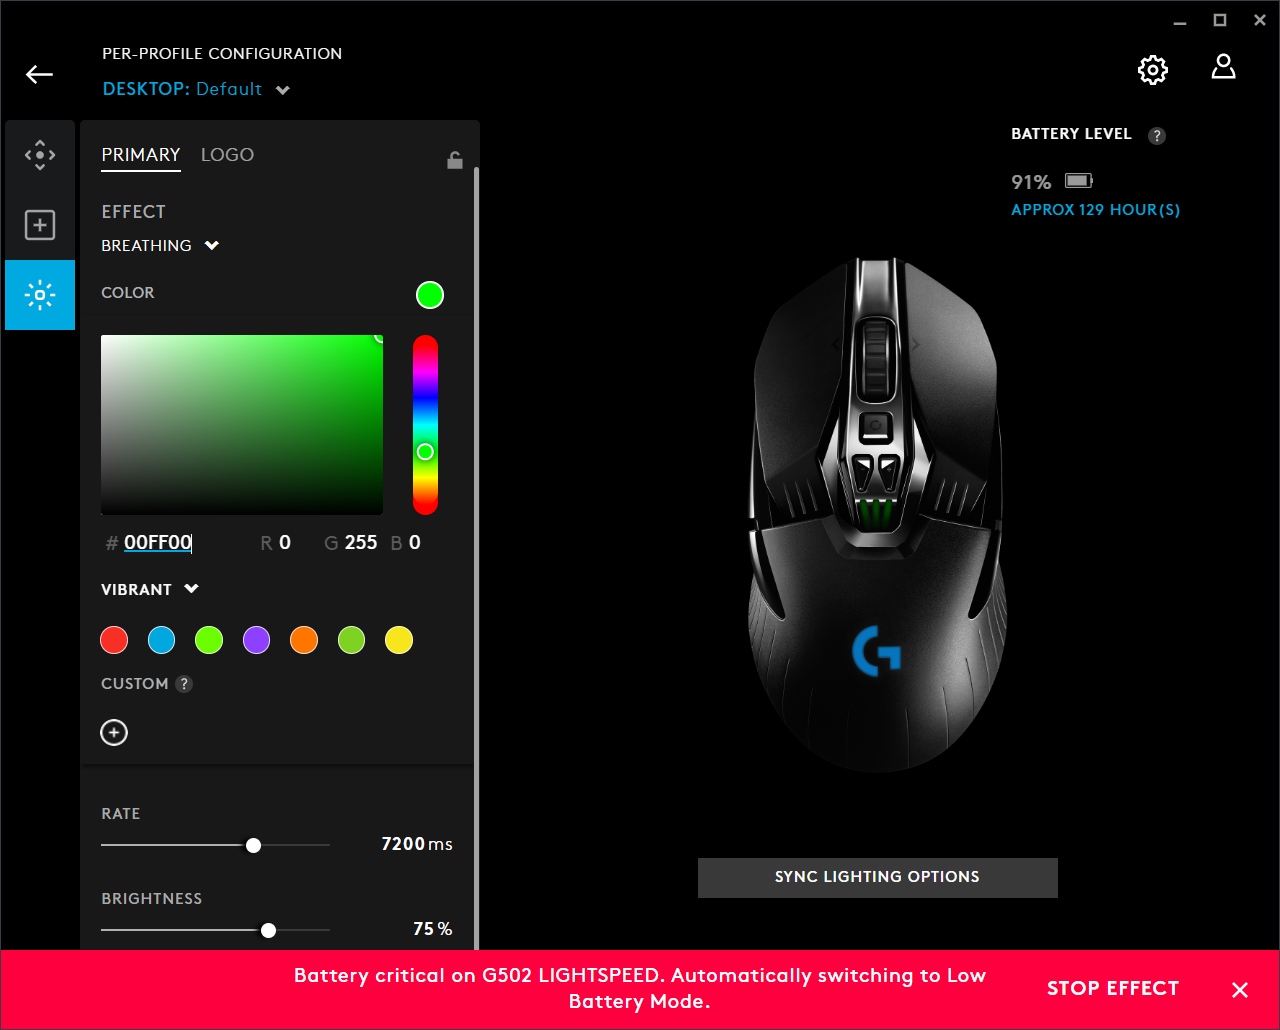 PER-PROFILE CONFIGURATION
DESKTOP: Default
PRIMARY LOGO
BATTERY LEVEL ?
91%
APPROX 129 HOUR(S)
EFFECT
BREATHING
COLOR
# 00FF00 R 0 G 255 B 0
VIBRANT
CUSTOM ?
RATE
7200 ms
BRIGHTNESS
75 %
SYNC LIGHTING OPTIONS
Battery critical on G502 LIGHTSPEED. Automatically switching to Low
Battery Mode.
STOP EFFECT